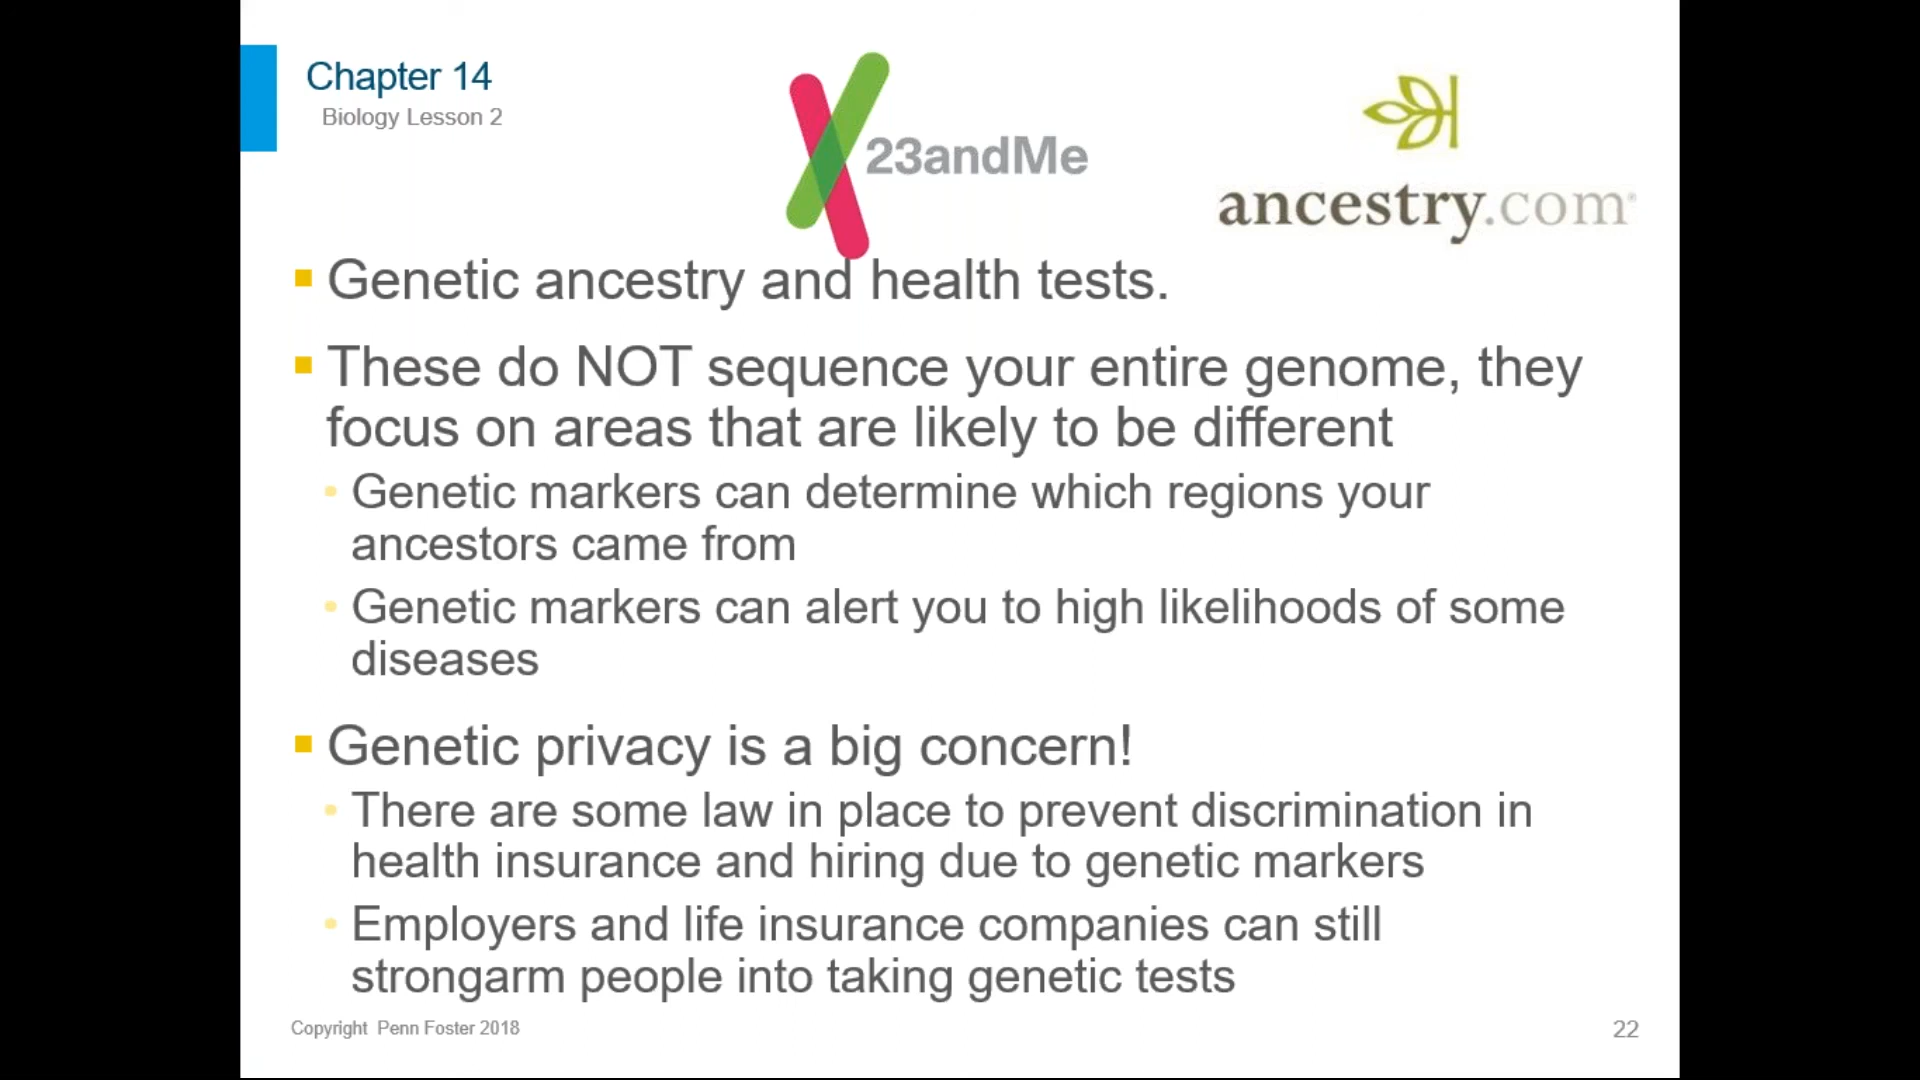 Chapter 14
Biology Lesson 2
23andMe
ancestry.com
Genetic ancestry and health tests.
These do NOT sequence your entire genome, they
focus on areas that are likely to be different
Genetic markers can determine which regions your
ancestors came from
Genetic markers can alert you to high likelihoods of some
diseases
Genetic privacy is a big concern!
There are some law in place to prevent discrimination in
health insurance and hiring due to genetic markers
Employers and life insurance companies can still
strongarm people into taking genetic tests
Copyright Penn Foster 2018
22